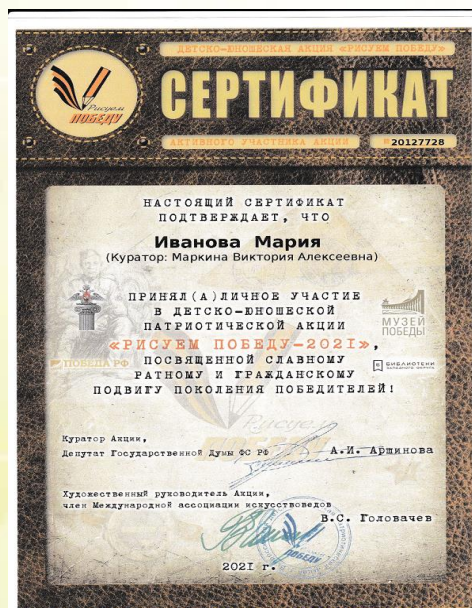 ДЕТСКО-ЮНОШЕСКАЯ АКЦИЯ «РИСУЕМ ПОБЕДУ»
Рисуем
ПОБЕДУ
СЕРТИФИКАТ
АКТИВНОГО УЧАСТНИКА АКЦИИ
20127728
НАСТОЯЩИЙ СЕРТИФИКАТ
ПОДТВЕРЖДАЕТ, ЧТО
Иванова Мария
(Куратор: Маркина Виктория Алексеевна)
ПРИНЯЛ(А) ЛИЧНОЕ УЧАСТИЕ
В ДЕТСКО-ЮНОШЕСКОЙ
ПАТРИОТИЧЕСКОЙ АКЦИИ
«РИСУЕМ ПОБЕДУ-2021»,
ПОСВЯЩЕННОЙ СЛАВНОМУ
РАТНОМУ И ГРАЖДАНСКОМУ
ПОДВИГУ ПОКОЛЕНИЯ ПОБЕДИТЕЛЕЙ!
ПОБЕДА РФ
МУЗЕЙ
ПОБЕДЫ
БИБЛИОТЕКИ
Рисуем
Куратор Акции,
Депутат Государственной Думы ФС РФ
А.И. Аршинова
Художественный руководитель Акции,
член Международной ассоциации искусствоведов
В.С. Головачев
ПОБЕДУ
2021 г.